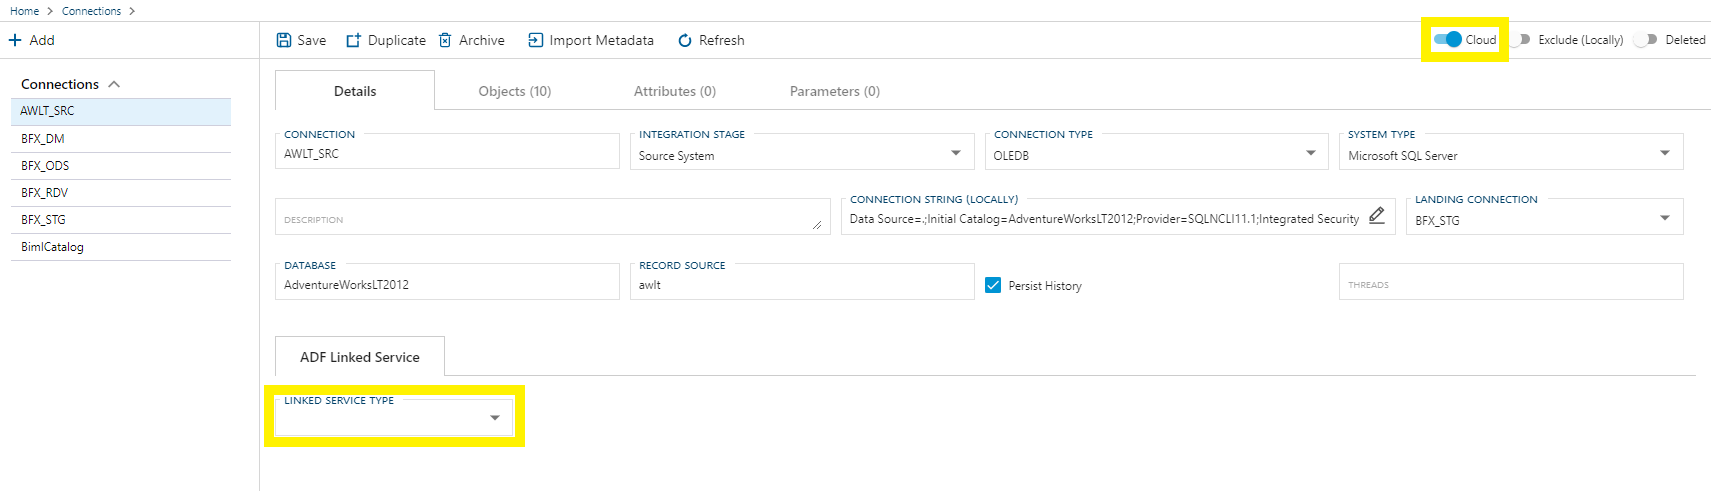 Home > Connections >
+ Add
Save Duplicate Archive Import Metadata Refresh Cloud Exclude (Locally) Deleted
Connections
AWLT_SRC
BFX_DM
BFX_ODS
BFX_RDV
BFX_STG
BimlCatalog
Details Objects (10) Attributes (0) Parameters (0)
CONNECTION INTEGRATION STAGE CONNECTION TYPE SYSTEM TYPE
AWLT_SRC Source System OLEDB Microsoft SQL Server
CONNECTION STRING (LOCALLY) LANDING CONNECTION
DESCRIPTION Data Source=.;Initial Catalog=AdventureWorksLT2012;Provider=SQLNCLI11.1;Integrated Security BFX_STG
DATABASE RECORD SOURCE
AdventureWorksLT2012 awlt Persist History THREADS
ADF Linked Service
LINKED SERVICE TYPE